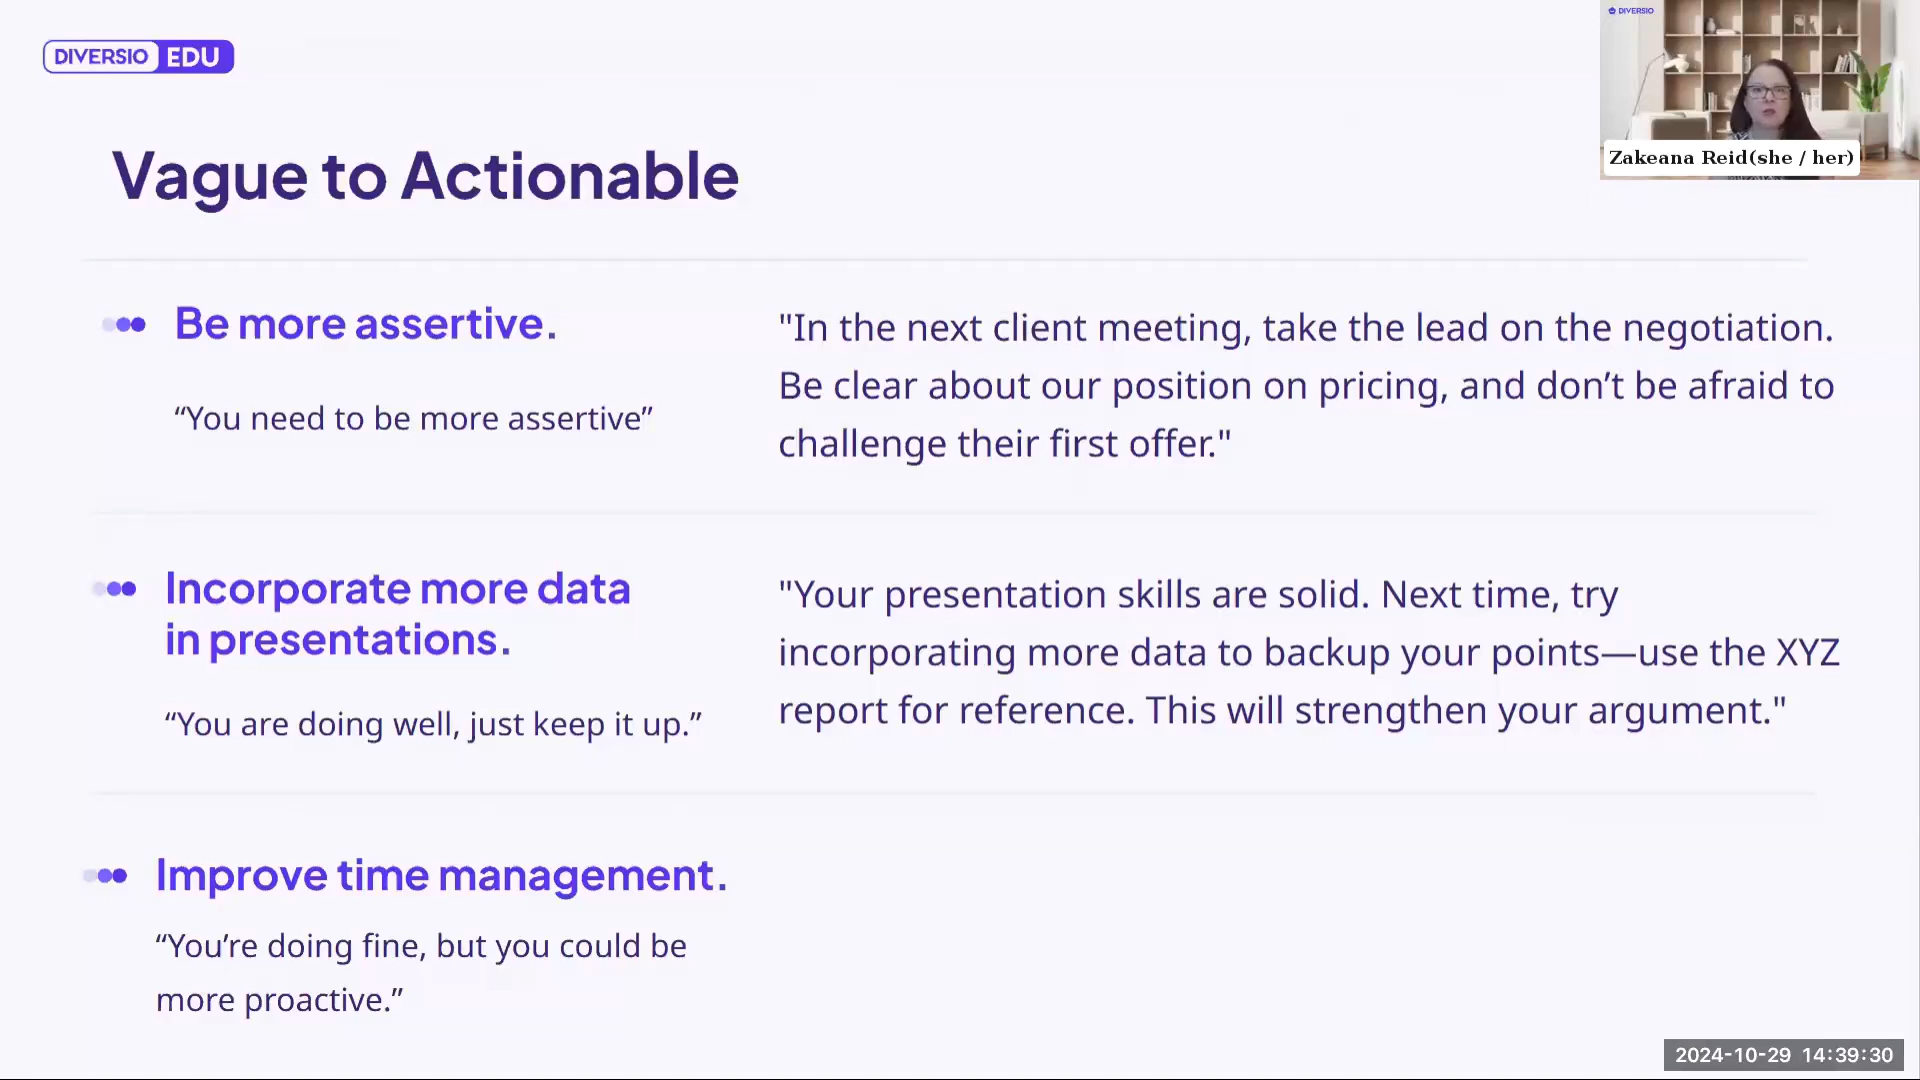 DIVERSIO EDU
DIVERSIO
Zakeana Reid(she / her)
Vague to Actionable
Be more assertive.
“You need to be more assertive”
"In the next client meeting, take the lead on the negotiation.
Be clear about our position on pricing, and don’t be afraid to
challenge their first offer."
Incorporate more data
in presentations.
“You are doing well, just keep it up.”
"Your presentation skills are solid. Next time, try
incorporating more data to backup your points—use the XYZ
report for reference. This will strengthen your argument."
Improve time management.
“You’re doing fine, but you could be
more proactive.”
2024-10-29 14:39:30